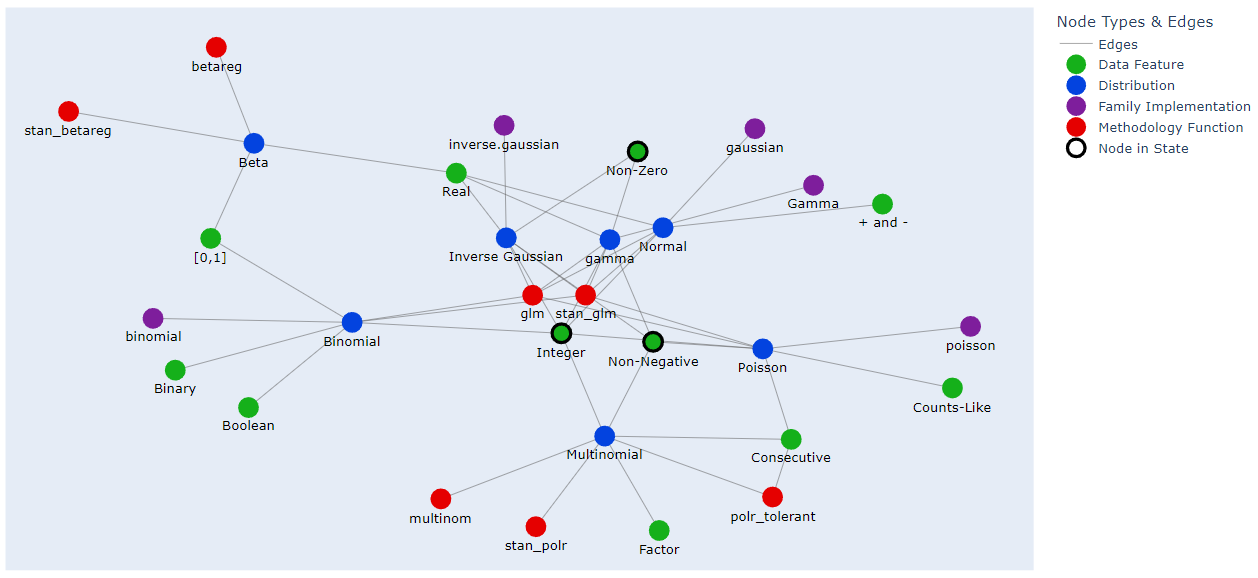 Node Types & Edges
Edges
Data Feature
Distribution
Family Implementation
Methodology Function
Node in State
betareg
stan_betareg
inverse.gaussian
gaussian
Beta
Non-Zero
Real
Gamma
+ and -
Normal
[0,1]
Inverse Gaussian
gamma
glm
stan_glm
binomial
Binomial
Integer
Non-Negative
Poisson
poisson
Binary
Counts-Like
Boolean
Multinomial
Consecutive
multinom
polr_tolerant
stan_polr
Factor